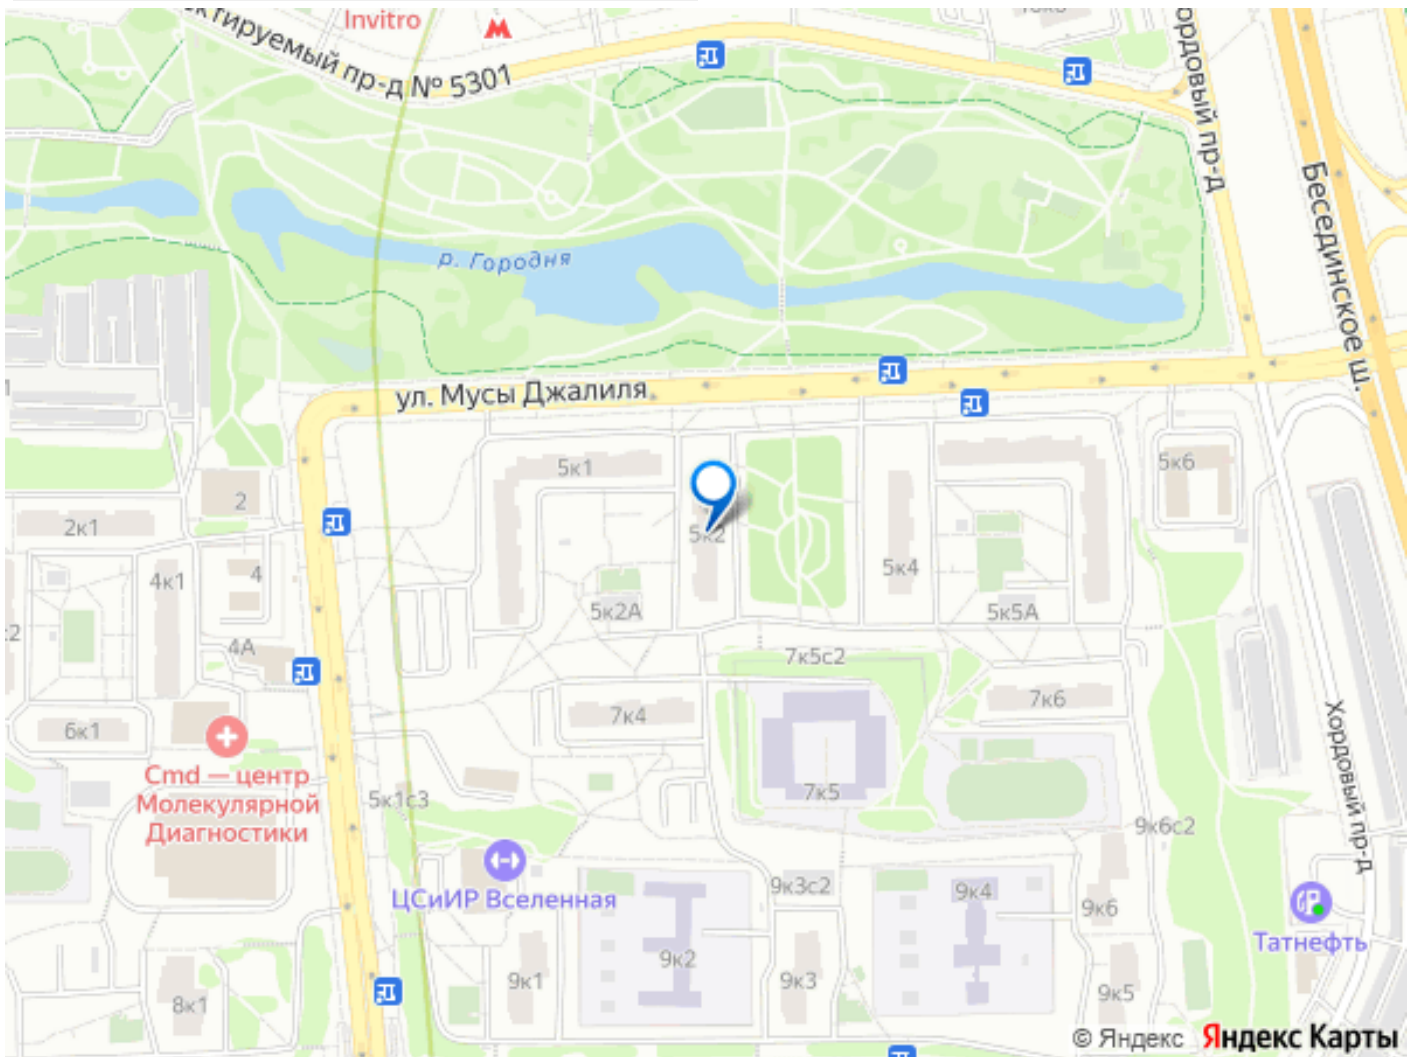 Invitro
ктируемый пр-д № 5301
ордовый пр-д
Бесединское ш.
р. Городня
ул. Мусы Джалиля
5к1
5к6
2
5к2
2к1
4к1
4
5к4
5к2А
5к5А
4А
7к5с2
7к6
7к4
6к1
Хордовый пр-д
Cmd — центр
Молекулярной
Диагностики
5к1с3
7к5
9к6с2
ЦСиИР Вселенная
9к3с2
9к4
9к6
Татнефть
9к2
9к1
9к3
9к5
8к1
© Яндекс Яндекс Карты